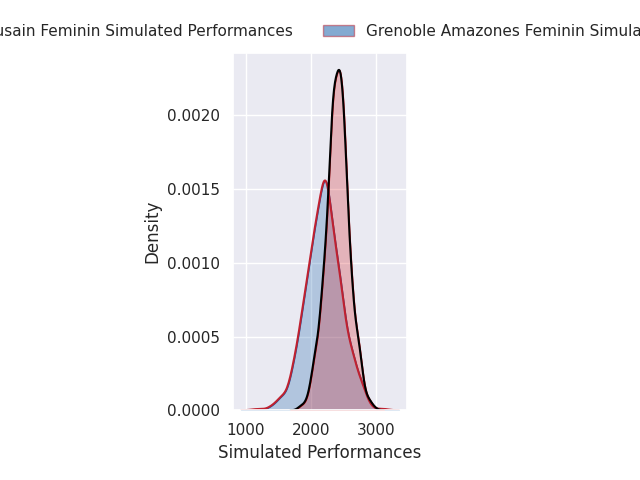 usain Feminin Simulated Performances Grenoble Amazones Feminin Simula
0.0020
0.0015
0.0010
0.0005
0.0000
Density
1000 2000 3000
Simulated Performances